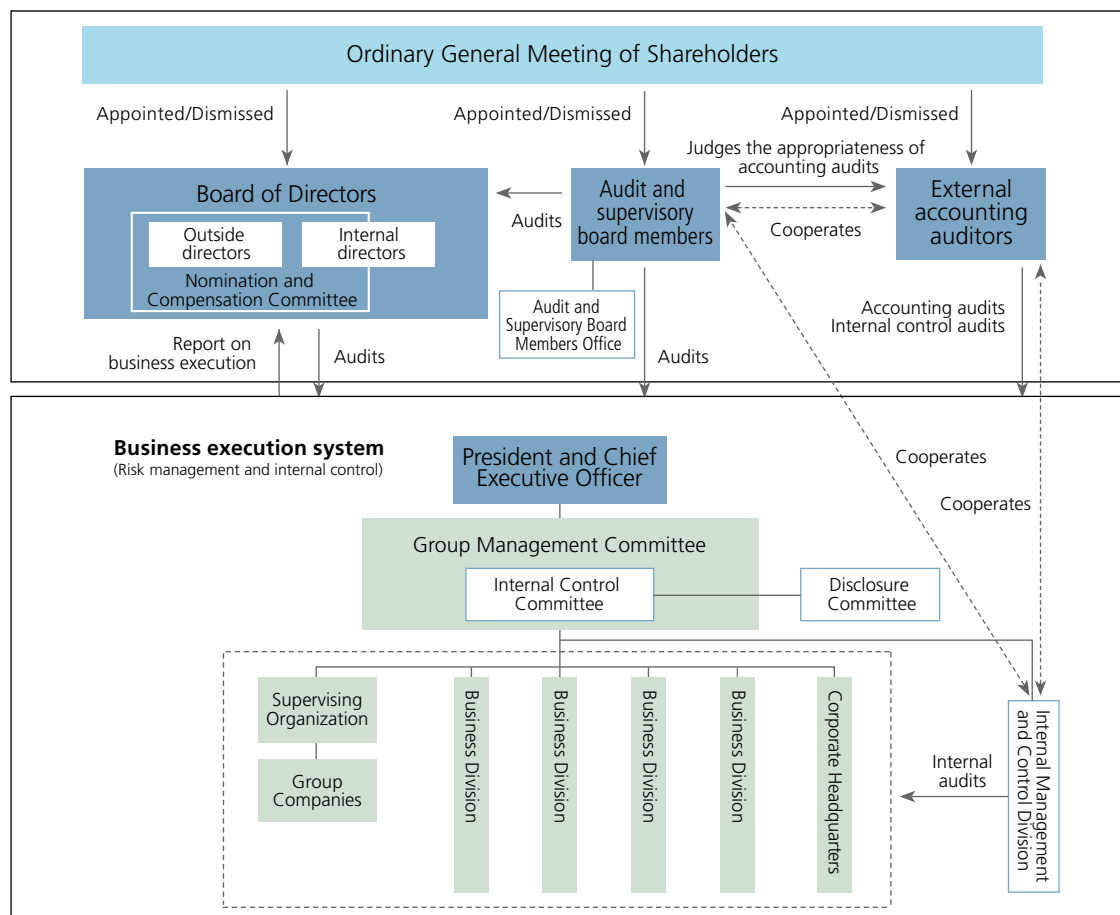 Ordinary General Meeting of Shareholders
Appointed/Dismissed
Appointed/Dismissed
Appointed/Dismissed
Judges the appropriateness of
accounting audits
Board of Directors
Outside
directors
Internal
directors
Nomination and
Compensation Committee
Audits
Audit and
supervisory
board members
Cooperates
External
accounting
auditors
Audit and
Supervisory Board
Members Office
Report on
business execution
Audits
Audits
Accounting audits
Internal control audits
Business execution system
(Risk management and internal control)
President and Chief
Executive Officer
Cooperates
Cooperates
Group Management Committee
Internal Control
Committee
Disclosure
Committee
Supervising
Organization
Group
Companies
Business Division
Business Division
Business Division
Business Division
Corporate Headquarters
Internal
audits
Internal Management
and Control Division